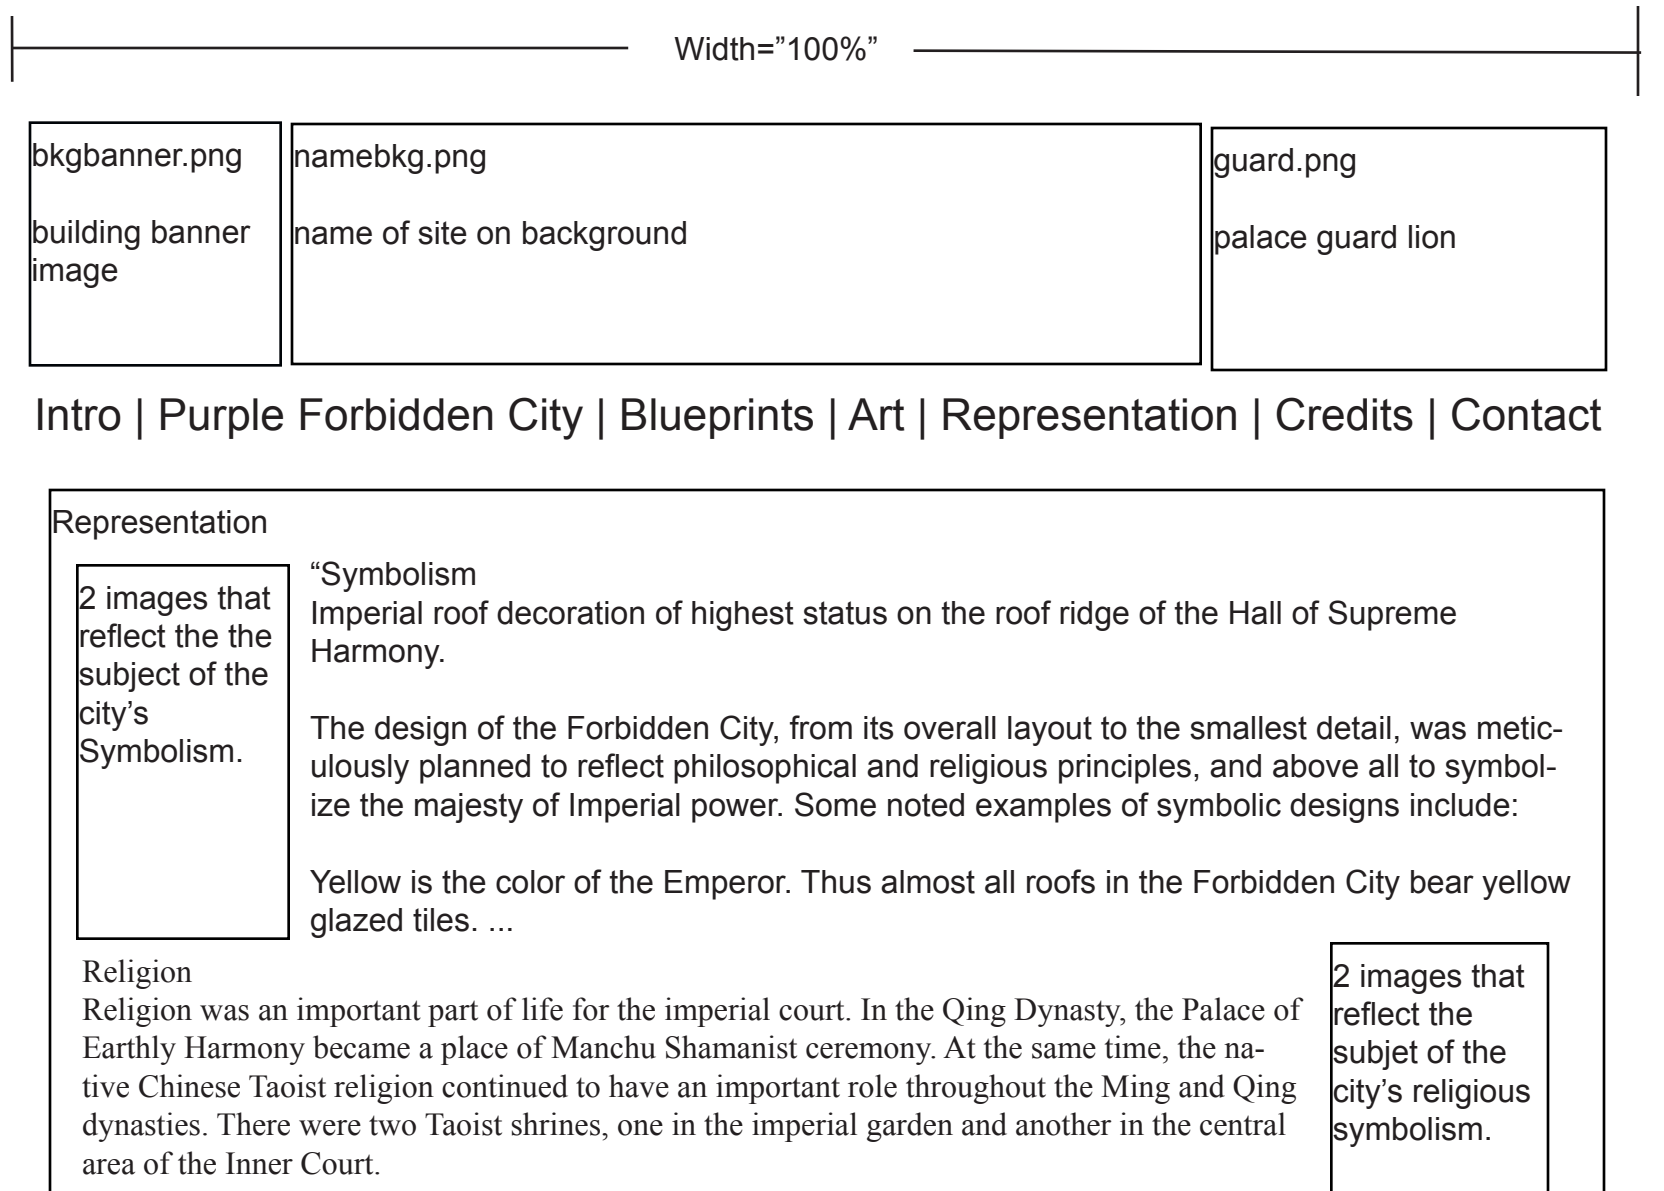 Width=”100%”
bkgbanner.png
building banner
image
namebkg.png
name of site on background
guard.png
palace guard lion
Intro | Purple Forbidden City | Blueprints | Art | Representation | Credits | Contact
Representation
2 images that
reflect the the
subject of the
city’s
Symbolism.
“Symbolism
Imperial roof decoration of highest status on the roof ridge of the Hall of Supreme
Harmony.
The design of the Forbidden City, from its overall layout to the smallest detail, was metic-
ulously planned to reflect philosophical and religious principles, and above all to symbol-
ize the majesty of Imperial power. Some noted examples of symbolic designs include:
Yellow is the color of the Emperor. Thus almost all roofs in the Forbidden City bear yellow
glazed tiles. ...
Religion
Religion was an important part of life for the imperial court. In the Qing Dynasty, the Palace of
Earthly Harmony became a place of Manchu Shamanist ceremony. At the same time, the na-
tive Chinese Taoist religion continued to have an important role throughout the Ming and Qing
dynasties. There were two Taoist shrines, one in the imperial garden and another in the central
area of the Inner Court.
2 images that
reflect the
subjet of the
city’s religious
symbolism.